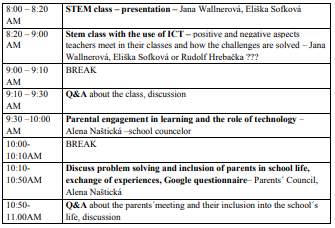 8:00 – 8:20
AM
STEM class – presentation – Jana Wallnerová, Eliška Sofková
8:20 – 9:00
AM
Stem class with the use of ICT – positive and negative aspects
teachers meet in their classes and how the challenges are solved – Jana
Wallnerová, Eliška Sofková or Rudolf Hrebačka ???
9:00 – 9:10
AM
BREAK
9:10 – 9:30
AM
Q&A about the class, discussion
9:30 –10:00
AM
Parental engagement in learning and the role of technology –
Alena Naštická –school councelor
10:00-
10:10AM
BREAK
10:10-
10:50AM
Discuss problem solving and inclusion of parents in school life,
exchange of experiences, Google questionnaire– Parents´ Council,
Alena Naštická
10:50-
11.00AM
Q&A about the parents´meeting and their inclusion into the school´s
life, discussion